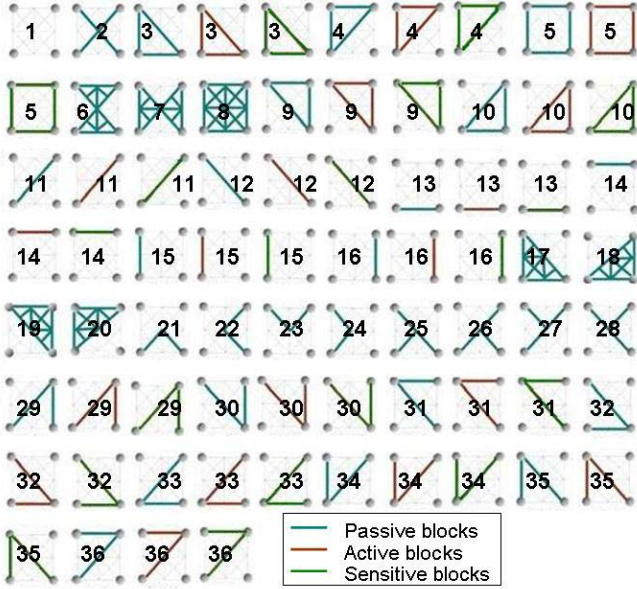 1 2 3 3 3 4 4 4 5 5
5 6 7 8 9 9 9 10 10 10
11 11 11 12 12 12 13 13 13 14
14 14 15 15 15 16 16 16 17 18
19 20 21 22 23 24 25 26 27 28
29 29 29 30 30 30 31 31 31 32
32 32 33 33 33 34 34 34 35 35
35 36 36 36
Passive blocks
Active blocks
Sensitive blocks